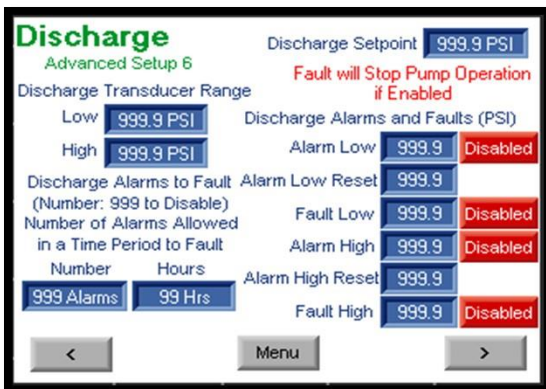 Discharge
Advanced Setup 6
Discharge Setpoint 999.9 PSI
Fault will Stop Pump Operation
if Enabled
Discharge Transducer Range
Low 999.9 PSI
High 999.9 PSI
Discharge Alarms to Fault
(Number: 999 to Disable)
Number of Alarms Allowed
in a Time Period to Fault
Number Hours
999 Alarms 99 Hrs
Discharge Alarms and Faults (PSI)
Alarm Low 999.9 Disabled
Alarm Low Reset 999.9
Fault Low 999.9 Disabled
Alarm High 999.9 Disabled
Alarm High Reset 999.9
Fault High 999.9 Disabled
< Menu >